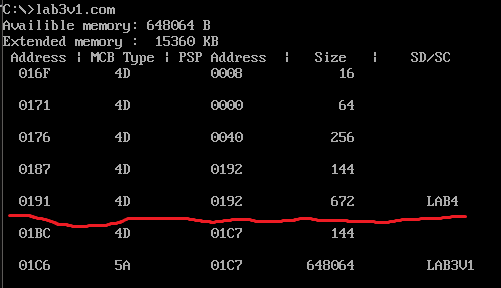 C:\>lab3v1.com
Availible memory: 648064 B
Extended memory :  15360 KB
Address ¦ MCB Type ¦ PSP Address ¦   Size   ¦   SD/SC
016F 4D 0008 16
0171 4D 0000 64
0176 4D 0040 256
0187 4D 0192 144
0191 4D 0192 672 LAB4
01BC 4D 01C7 144
01C6 5A 01C7 648064 LAB3V1